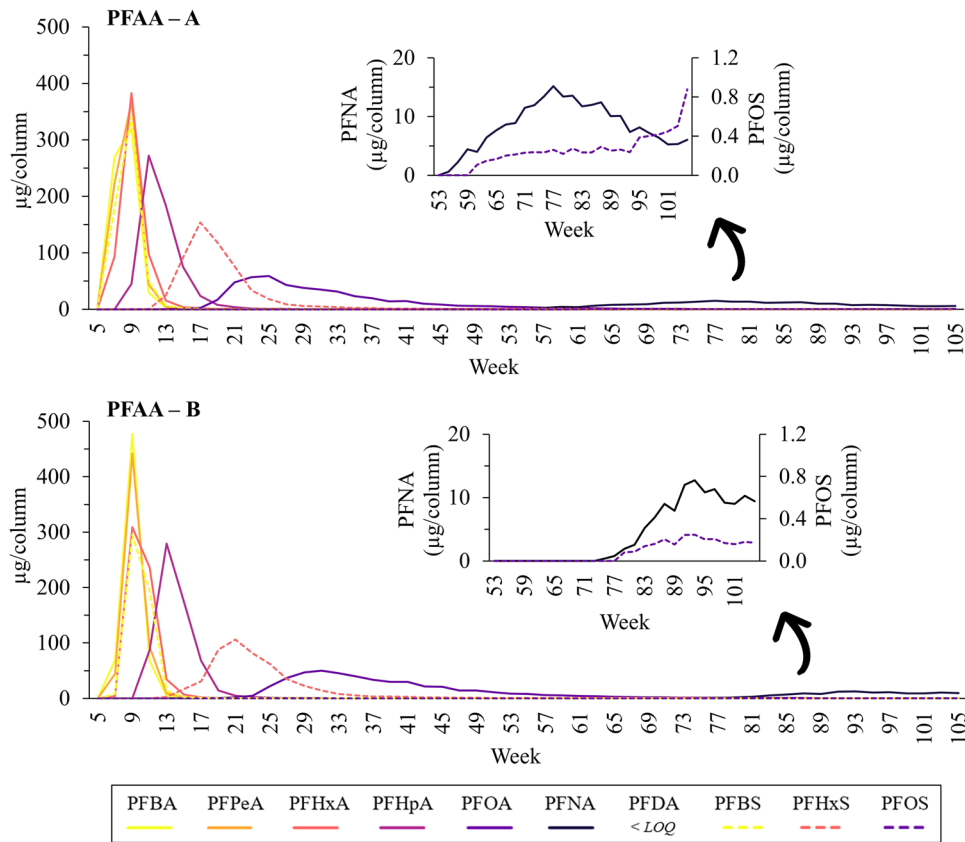 PFAA – A
µg/column
500
400
300
200
100
0
5 9 13 17 21 25 29 33 37 41 45 49 53 57 61 65 69 73 77 81 85 89 93 97 101 105
Week
PFNA
(µg/column)
20
10
0
PFOS
(µg/column)
1.2
0.8
0.4
0.0
53 59 65 71 77 83 89 95 101
Week
PFAA – B
µg/column
500
400
300
200
100
0
5 9 13 17 21 25 29 33 37 41 45 49 53 57 61 65 69 73 77 81 85 89 93 97 101 105
Week
PFNA
(µg/column)
20
10
0
PFOS
(µg/column)
1.2
0.8
0.4
0.0
53 59 65 71 77 83 89 95 101
Week
PFBA PFPeA PFHxA PFHpA PFOA PFNA PFDA PFBS PFHxS PFOS
< LOQ